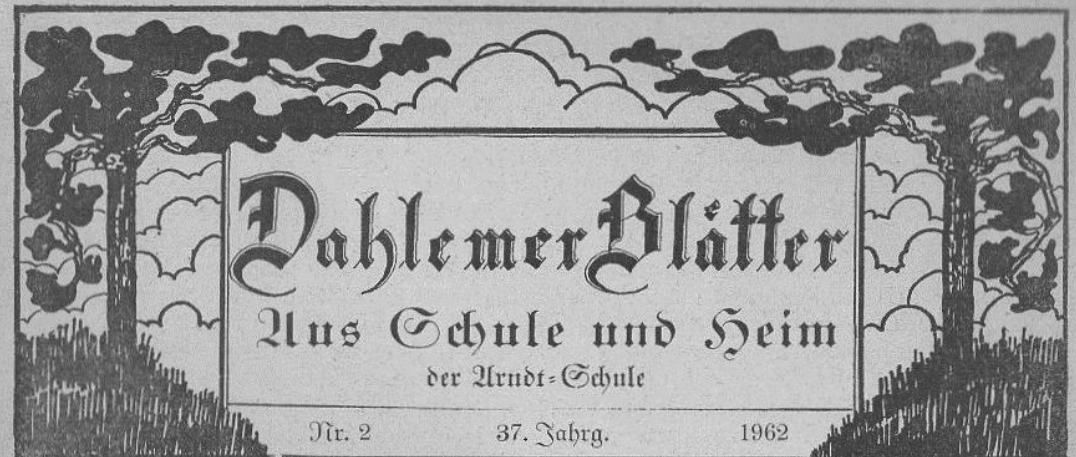 Dahlemer Blätter
Aus Schule und Heim
der Arndt-Schule
Nr. 2 37. Jahrg. 1962